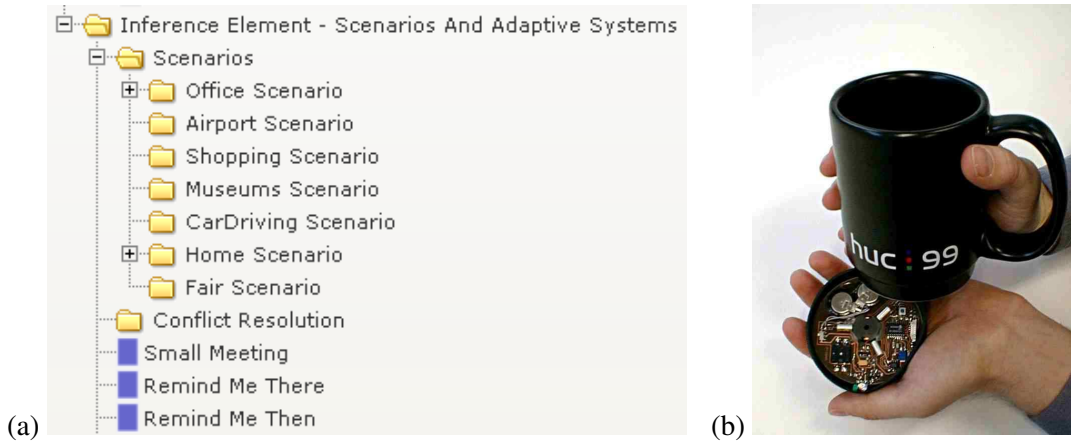 Inference Element - Scenarios And Adaptive Systems
Scenarios
Office Scenario
Airport Scenario
Shopping Scenario
Museums Scenario
CarDriving Scenario
Home Scenario
Fair Scenario
Conflict Resolution
Small Meeting
Remind Me There
Remind Me Then
(a)
huc:99
(b)